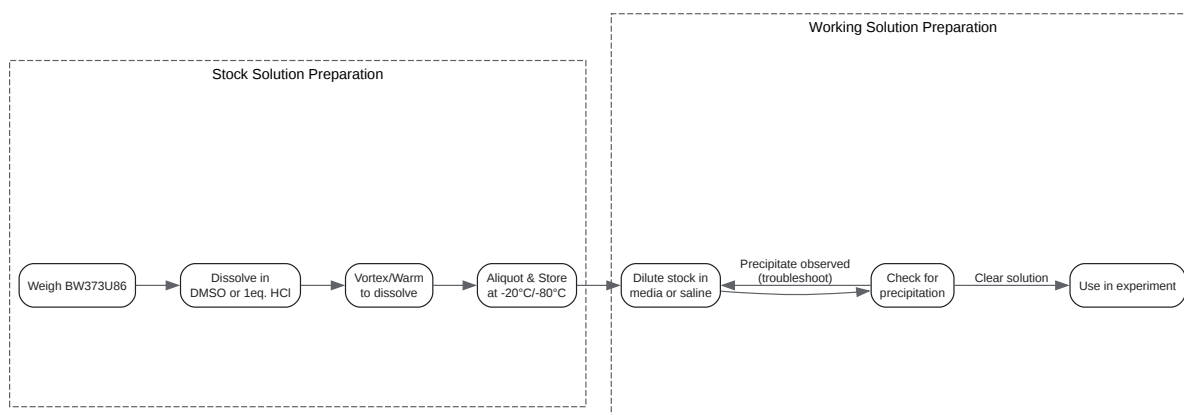 Working Solution Preparation
Stock Solution Preparation
Weigh BW373U86
Dissolve in
DMSO or 1eq. HCl
Vortex/Warm
to dissolve
Aliquot & Store
at -20°C/-80°C
Dilute stock in
media or saline
Precipitate observed
(troubleshoot)
Check for
precipitation
Clear solution
Use in experiment